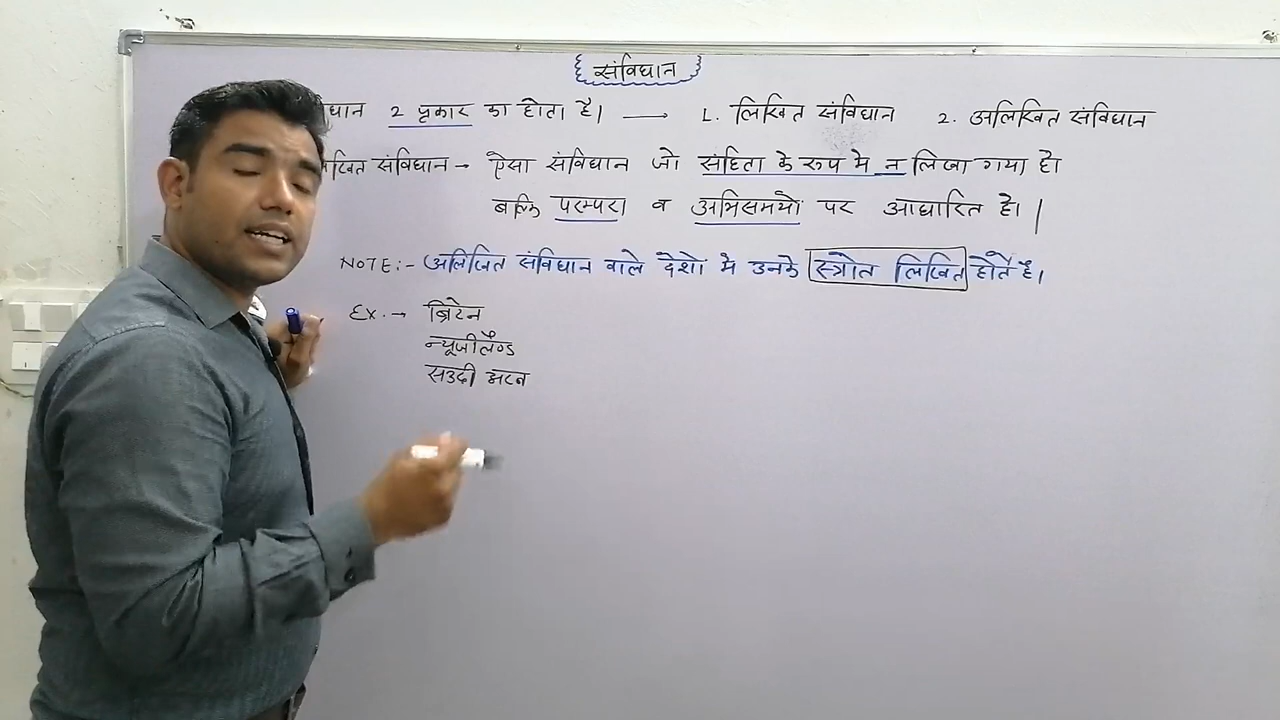 संविधान
िधान 2 प्रकार का होता है। → 1. लिखित संविधान 2. अलिखित संविधान
लिखित संविधान → ऐसा संविधान जो संहिता के रूप मे न लिखा गया है।
बल्कि परम्परा व अभिसमयो पर आधारित है। |
NOTE:- अलिखित संविधान वाले देशो मे उनके स्त्रोत लिखित होते है।
Ex. → ब्रिटेन
न्यूजीलैण्ड
सउदी अरब